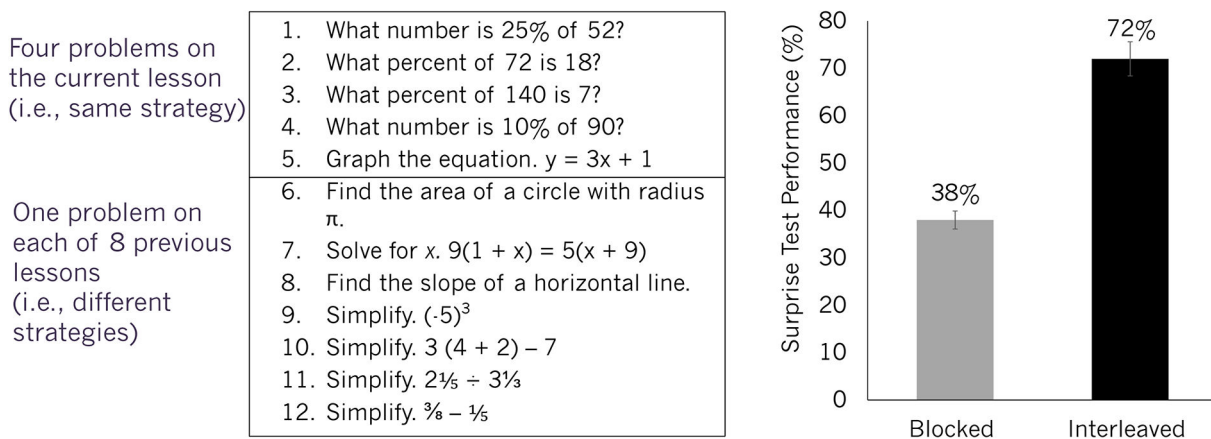 Four problems on
the current lesson
(i.e., same strategy)
One problem on
each of 8 previous
lessons
(i.e., different
strategies)
1. What number is 25% of 52?
2. What percent of 72 is 18?
3. What percent of 140 is 7?
4. What number is 10% of 90?
5. Graph the equation. y = 3x + 1
6. Find the area of a circle with radius
π.
7. Solve for x. 9(1 + x) = 5(x + 9)
8. Find the slope of a horizontal line.
9. Simplify. (-5)³
10. Simplify. 3 (4 + 2) – 7
11. Simplify. 2⅕ ÷ 3⅓
12. Simplify. ⅜ – ⅕
Surprise Test Performance (%)
80
70
60
50
40
30
20
10
0
38%
72%
Blocked
Interleaved